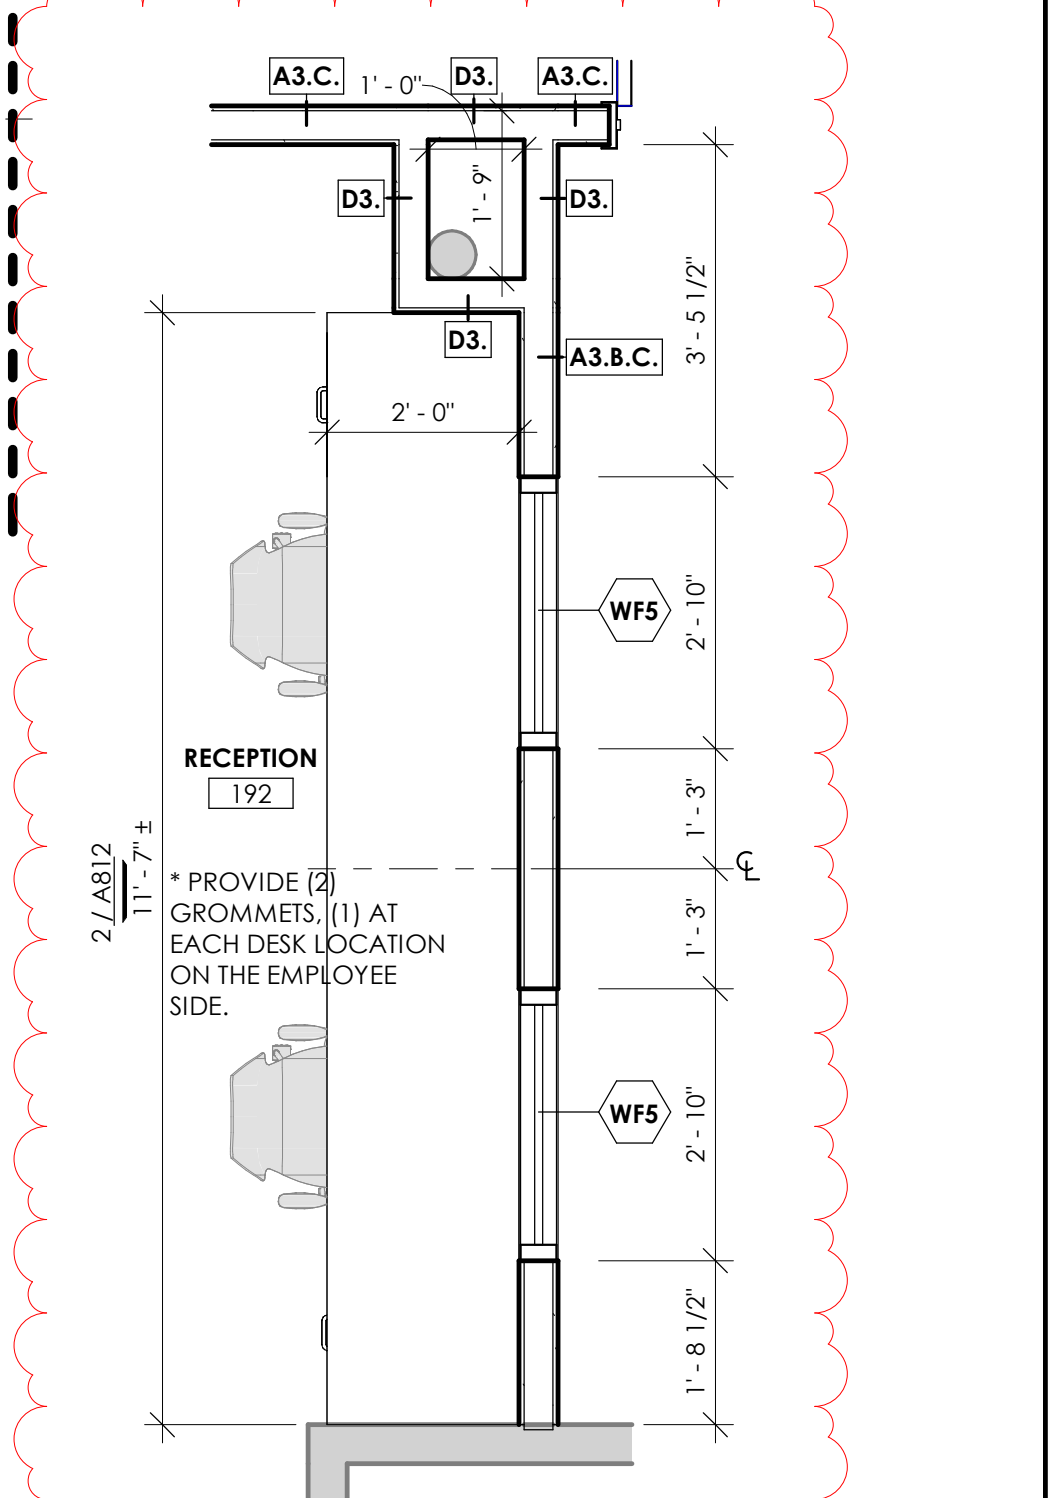 A3.C.
1' - 0"
D3.
A3.C.
D3.
1' - 9"
D3.
D3.
A3.B.C.
3' - 5 1/2"
2' - 0"
WF5
2' - 10"
RECEPTION
192
1' - 3"
℄
2 / A812
11' - 7" ±
* PROVIDE (2)
GROMMETS, (1) AT
EACH DESK LOCATION
ON THE EMPLOYEE
SIDE.
1' - 3"
WF5
2' - 10"
1' - 8 1/2"